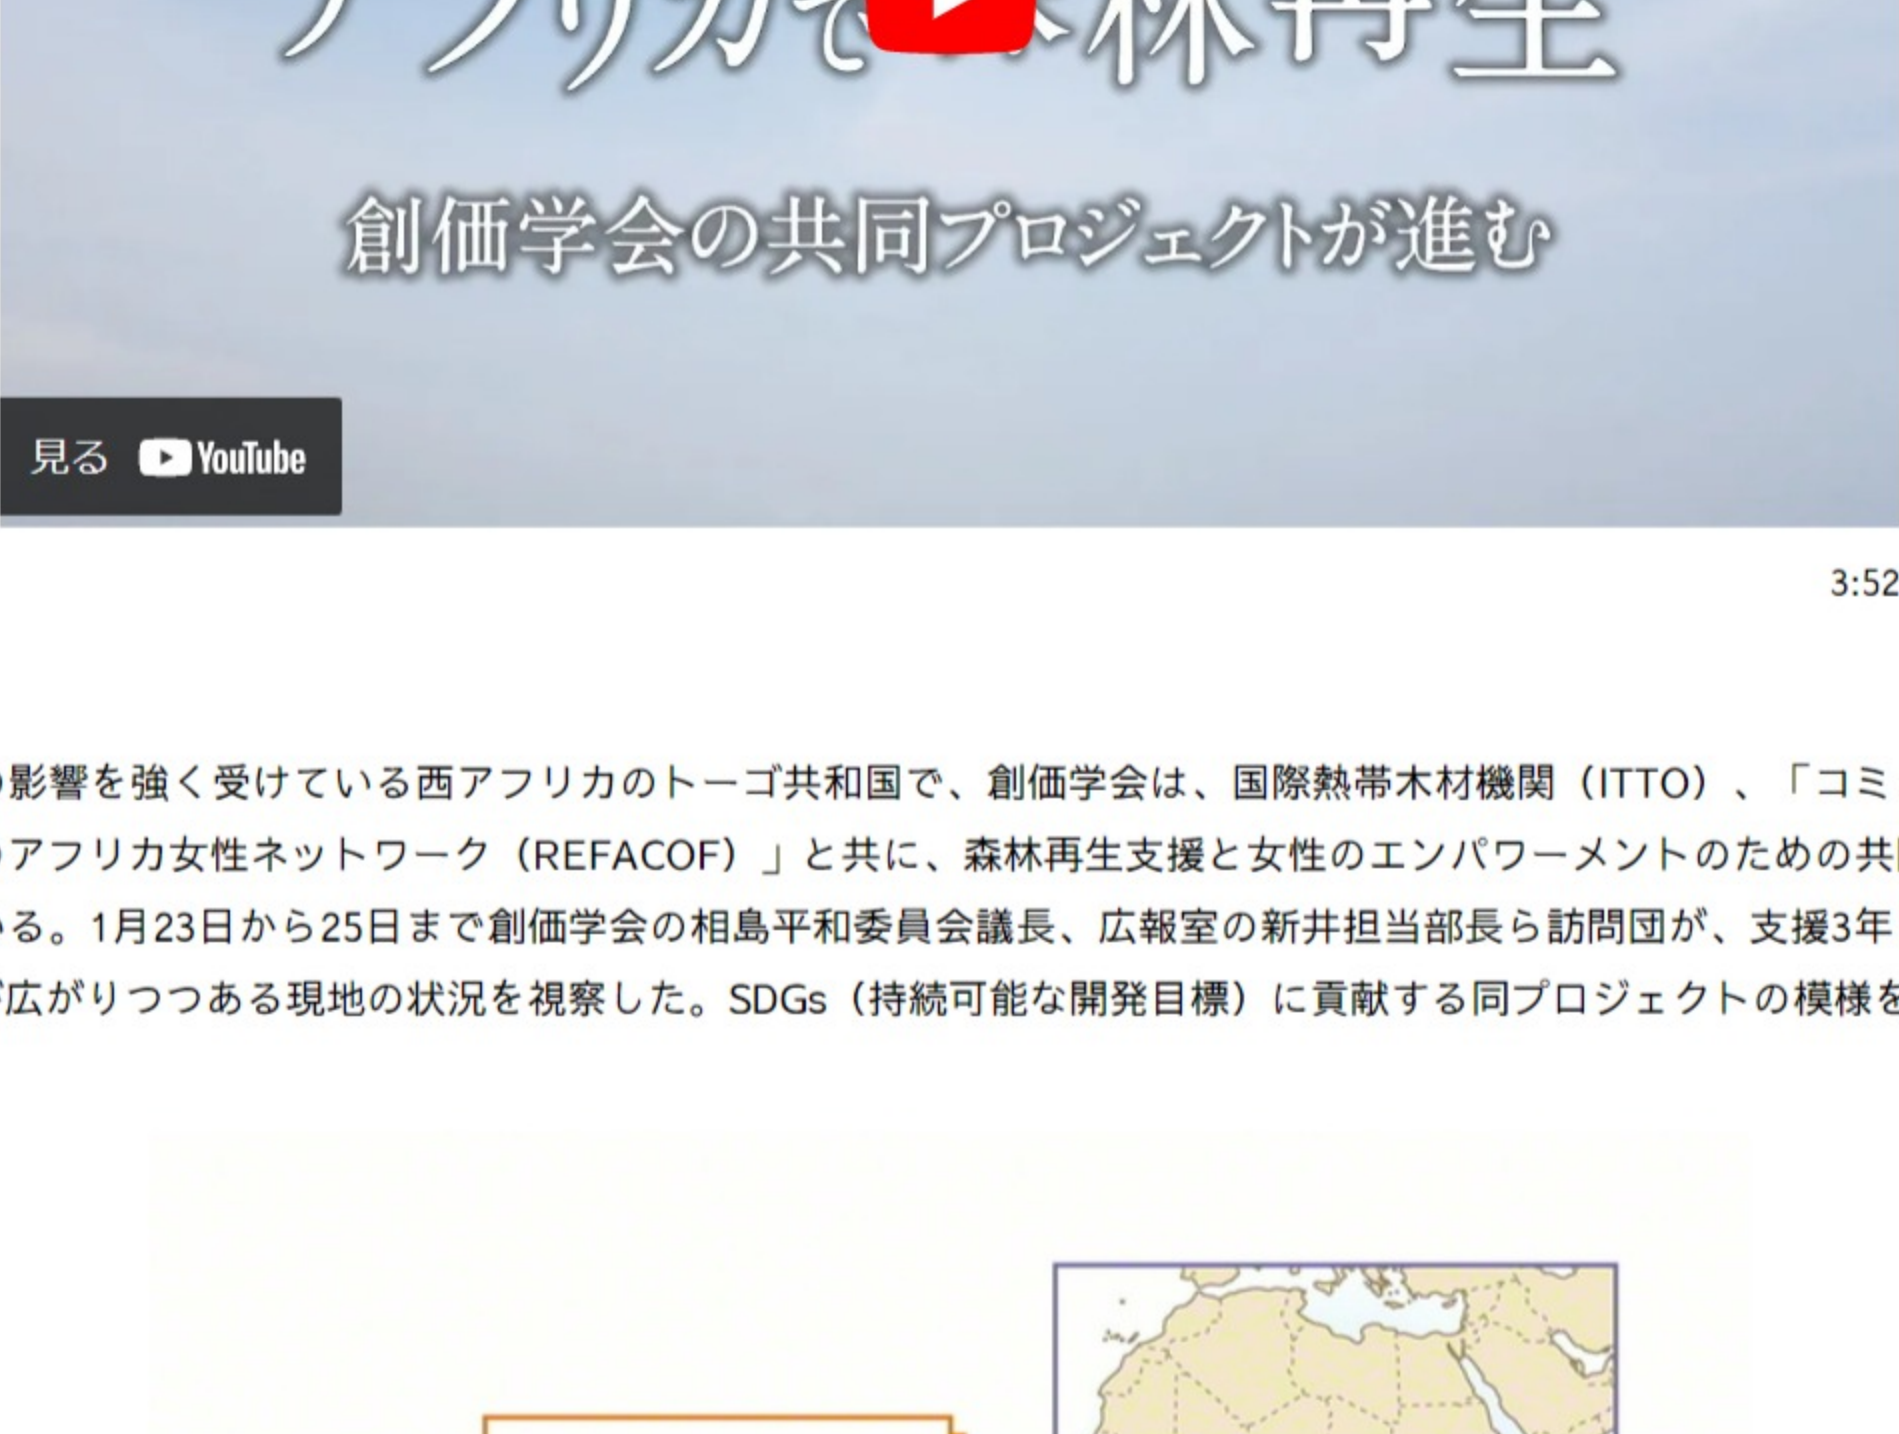 アフリカで森林再生
創価学会の共同プロジェクトが進む
見る YouTube
3:52
影響を強く受けている西アフリカのトーゴ共和国で、創価学会は、国際熱帯木材機関（ITTO）、「コミ
アフリカ女性ネットワーク（REFACOF）」と共に、森林再生支援と女性のエンパワーメントのための共
る。1月23日から25日まで創価学会の相島平和委員会議長、広報室の新井担当部長ら訪問団が、支援3年
広がりつつある現地の状況を視察した。SDGs（持続可能な開発目標）に貢献する同プロジェクトの模様を